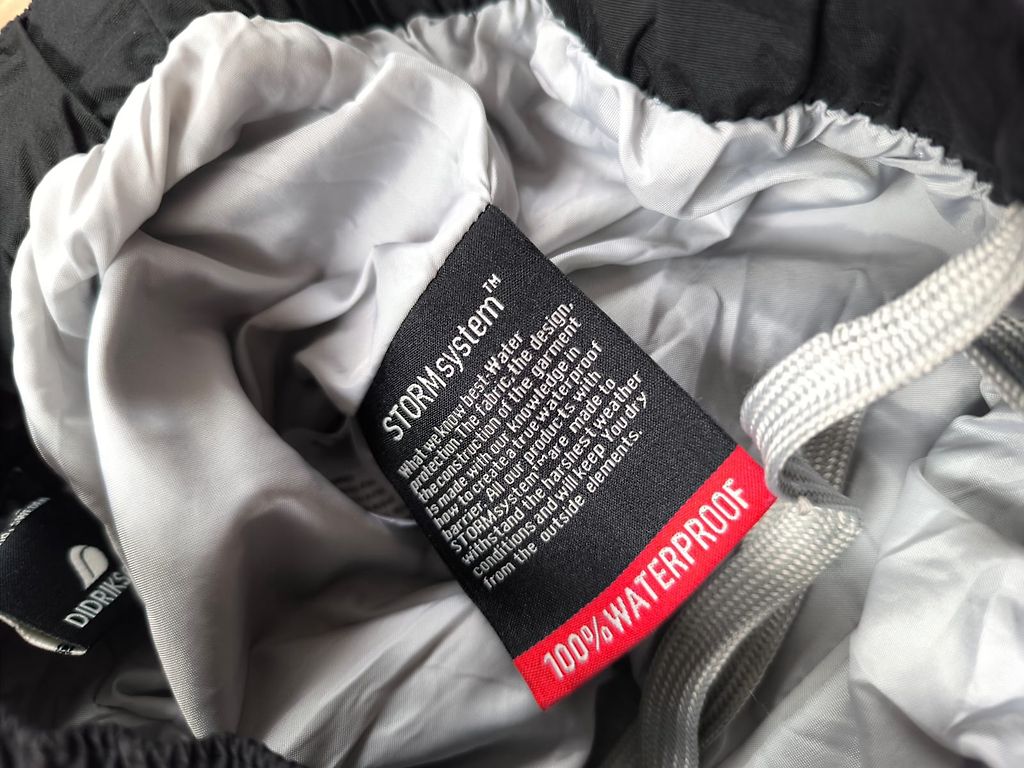 STORMsystem™
What we know best. Water
protection. The fabric, the design,
the construction of the garment
is made with our knowledge in
how to create a true waterproof
barrier. All our products with
STORMsystem™ are made to
withstand the harshest weather
conditions and will keep You dry
from the outside elements.
100% WATERPROOF
DIDRIKS